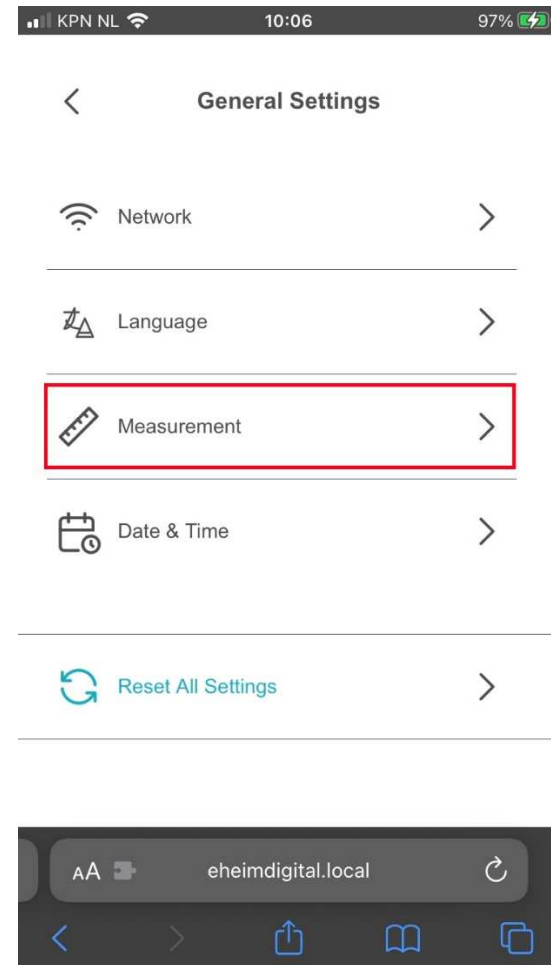 KPN NL 10:06 97%
General Settings
Network
Language
Measurement
Date & Time
Reset All Settings
AA eheimdigital.local